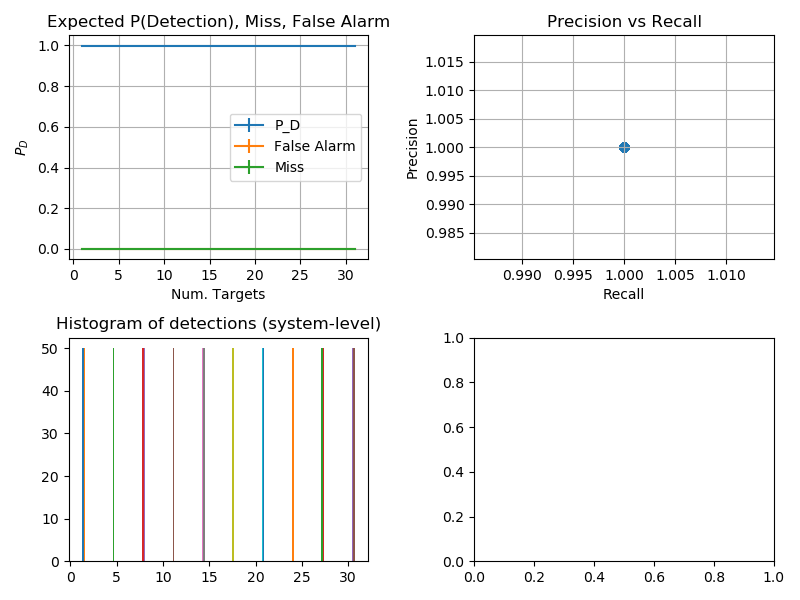 Expected P(Detection), Miss, False Alarm
1.0
0.8
0.6
0.4
0.2
0.0
P_D
P_D
False Alarm
Miss
0 5 10 15 20 25 30
Num. Targets
Precision vs Recall
1.015
1.010
1.005
1.000
0.995
0.990
0.985
Precision
0.990 0.995 1.000 1.005 1.010
Recall
Histogram of detections (system-level)
50
40
30
20
10
0
0 5 10 15 20 25 30
1.0
0.8
0.6
0.4
0.2
0.0
0.0 0.2 0.4 0.6 0.8 1.0